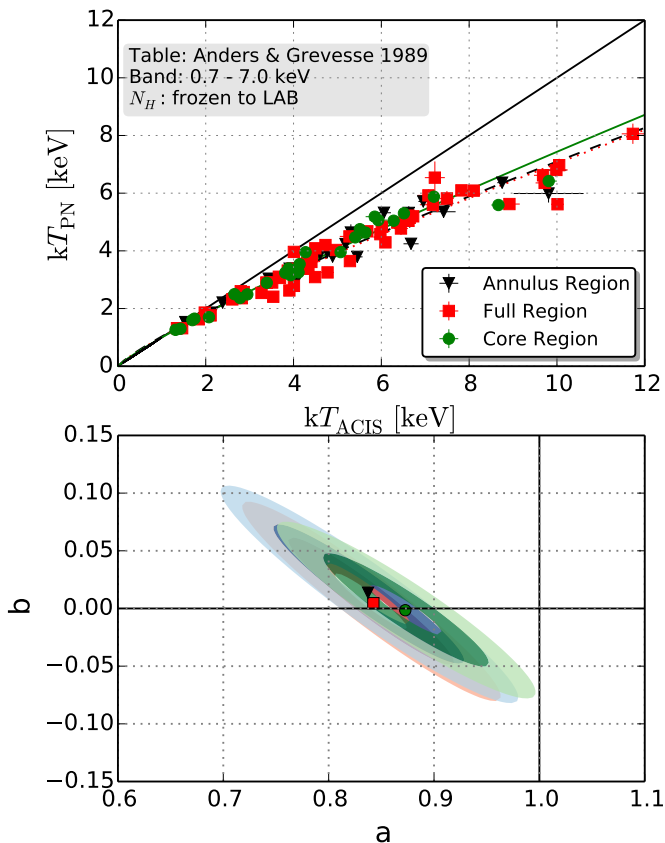 12
10
8
6
4
2
0
kT_PN [keV]
Table: Anders & Grevesse 1989
Band: 0.7 - 7.0 keV
N_H : frozen to LAB
Annulus Region
Full Region
Core Region
0 2 4 6 8 10 12
kT_ACIS [keV]
0.15
0.10
0.05
0.00
−0.05
−0.10
−0.15
b
0.6 0.7 0.8 0.9 1.0 1.1
a